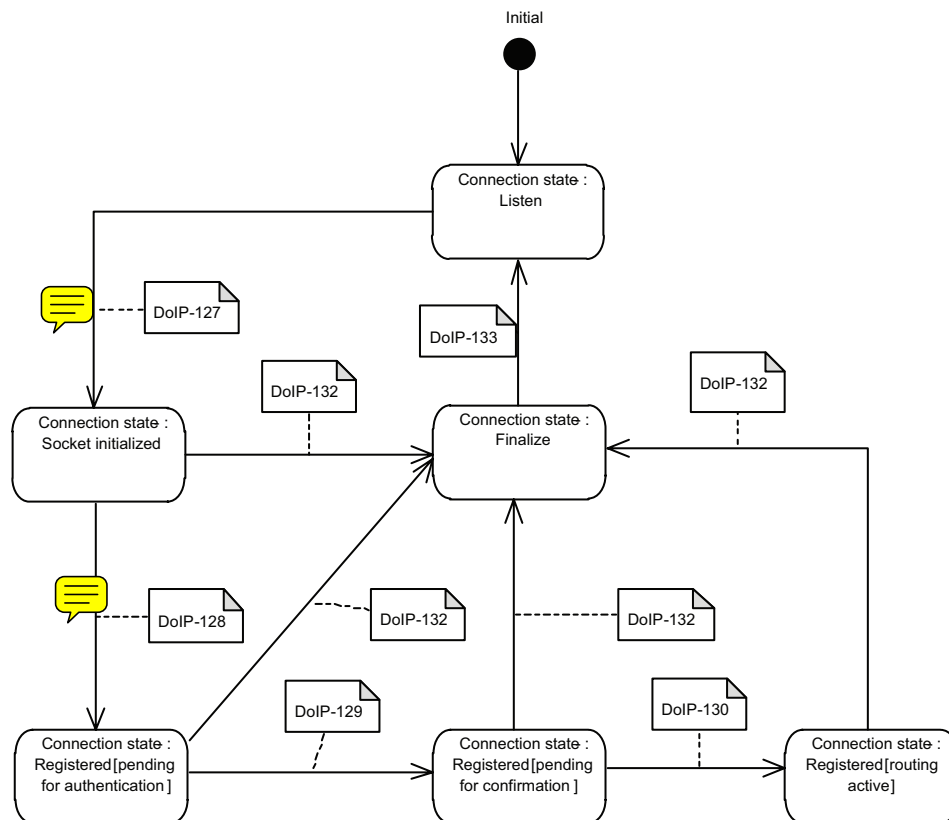 Initial
Connection state :
Listen
DoIP-127
DoIP-133
DoIP-132
DoIP-132
Connection state :
Socket initialized
Connection state :
Finalize
DoIP-128
DoIP-132
DoIP-132
DoIP-129
DoIP-130
Connection state :
Registered[pending
for authentication ]
Connection state :
Registered[pending
for confirmation ]
Connection state :
Registered[routing
active]